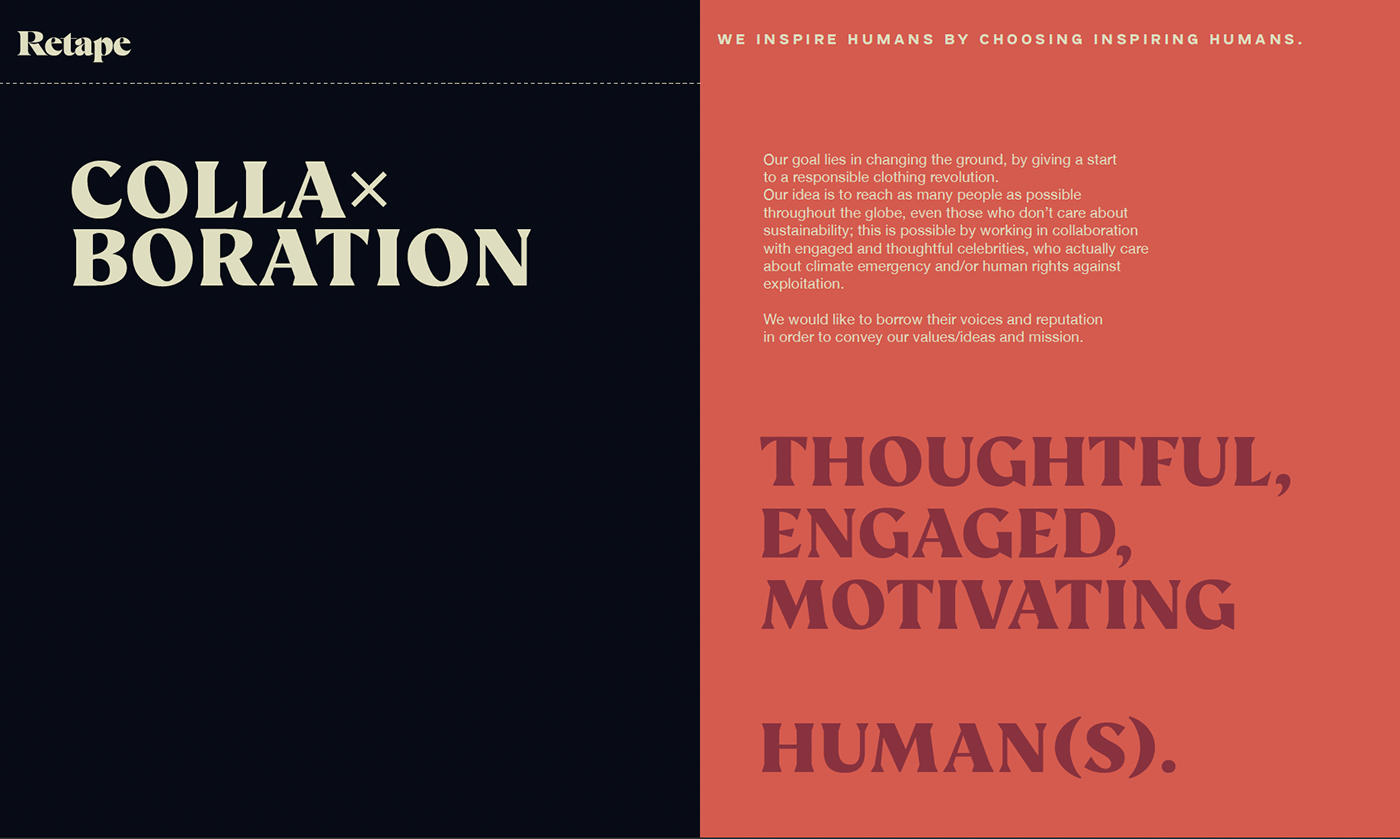 Retape
COLLA×
BORATION
WE INSPIRE HUMANS BY CHOOSING INSPIRING HUMANS.
Our goal lies in changing the ground, by giving a start
to a responsible clothing revolution.
Our idea is to reach as many people as possible
throughout the globe, even those who don’t care about
sustainability; this is possible by working in collaboration
with engaged and thoughtful celebrities, who actually care
about climate emergency and/or human rights against
exploitation.
We would like to borrow their voices and reputation
in order to convey our values/ideas and mission.
THOUGHTFUL,
ENGAGED,
MOTIVATING
HUMAN(S).